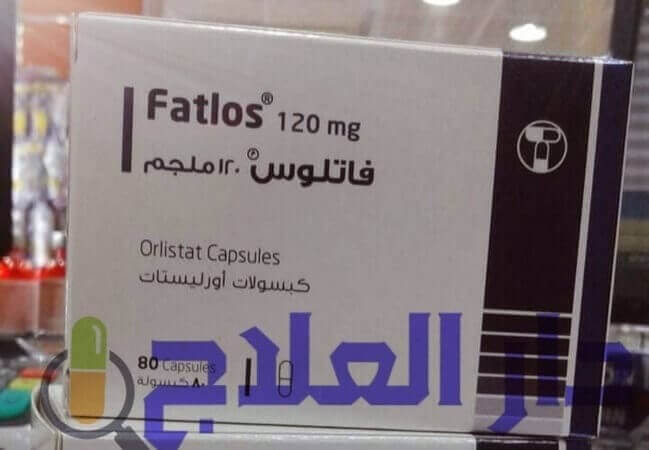 Fatlos® 120 mg
فاتلوس® ١٢٠ ملجم
Orlistat Capsules
كبسولات أورليستات
80 Capsules
٨٠ كبسولة
دار العلاج